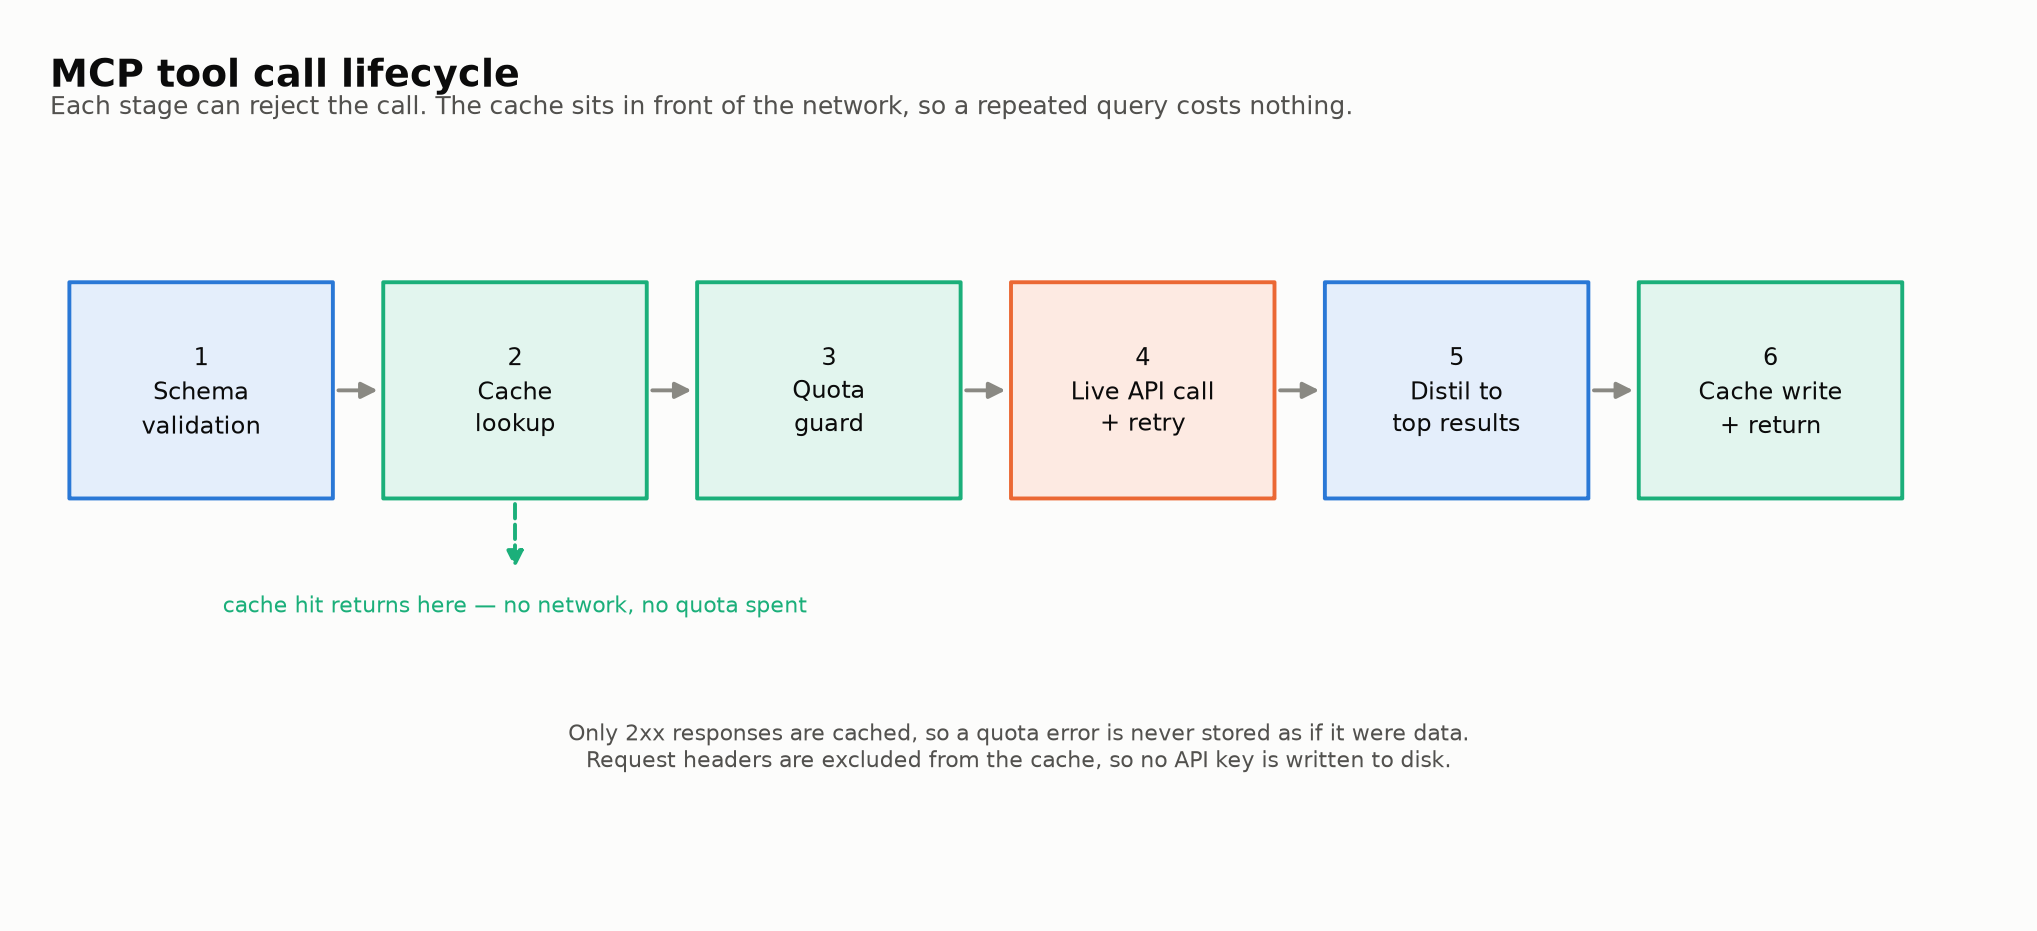 MCP tool call lifecycle
Each stage can reject the call. The cache sits in front of the network, so a repeated query costs nothing.
1
Schema
validation
2
Cache
lookup
3
Quota
guard
4
Live API call
+ retry
5
Distil to
top results
6
Cache write
+ return
cache hit returns here — no network, no quota spent
Only 2xx responses are cached, so a quota error is never stored as if it were data.
Request headers are excluded from the cache, so no API key is written to disk.